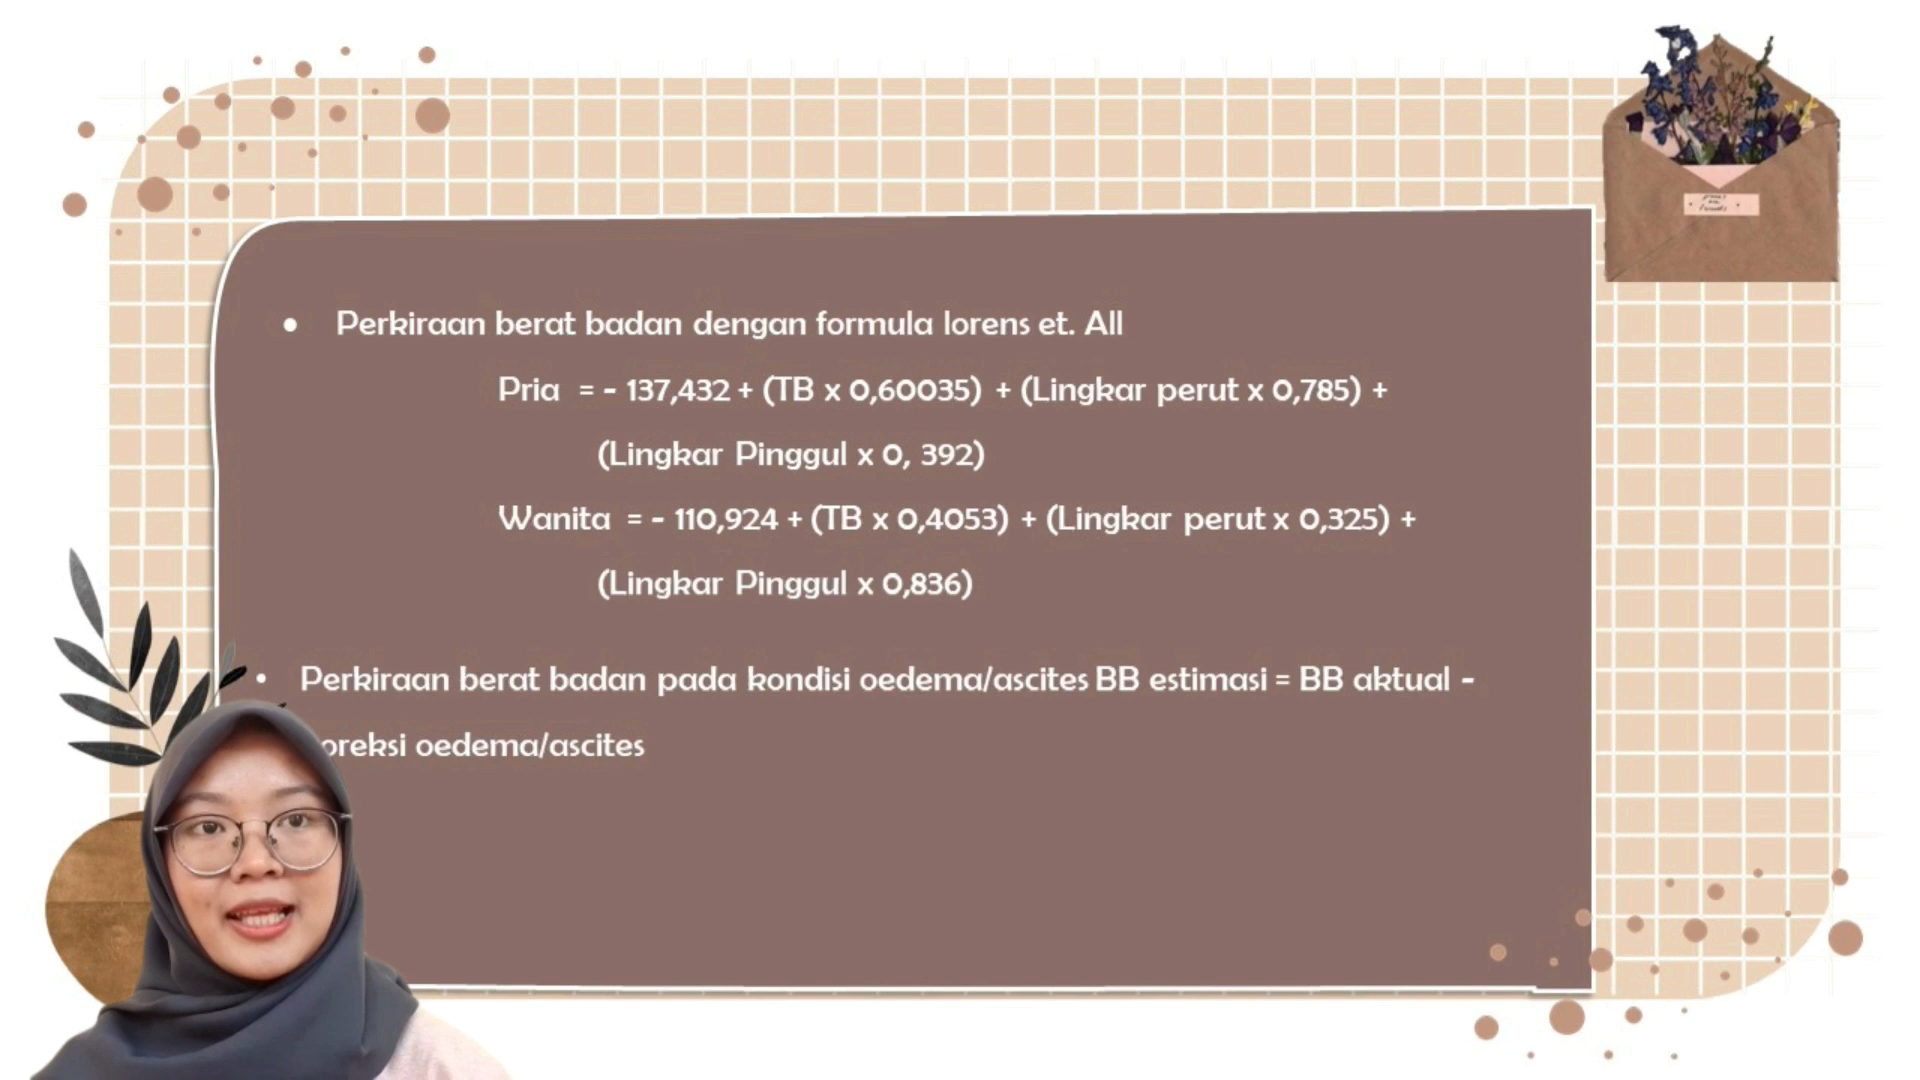 • Perkiraan berat badan dengan formula lorens et. All
Pria = - 137,432 + (TB x 0,60035) + (Lingkar perut x 0,785) +
(Lingkar Pinggul x 0, 392)
Wanita = - 110,924 + (TB x 0,4053) + (Lingkar perut x 0,325) +
(Lingkar Pinggul x 0,836)
• Perkiraan berat badan pada kondisi oedema/ascites BB estimasi = BB aktual -
oreksi oedema/ascites